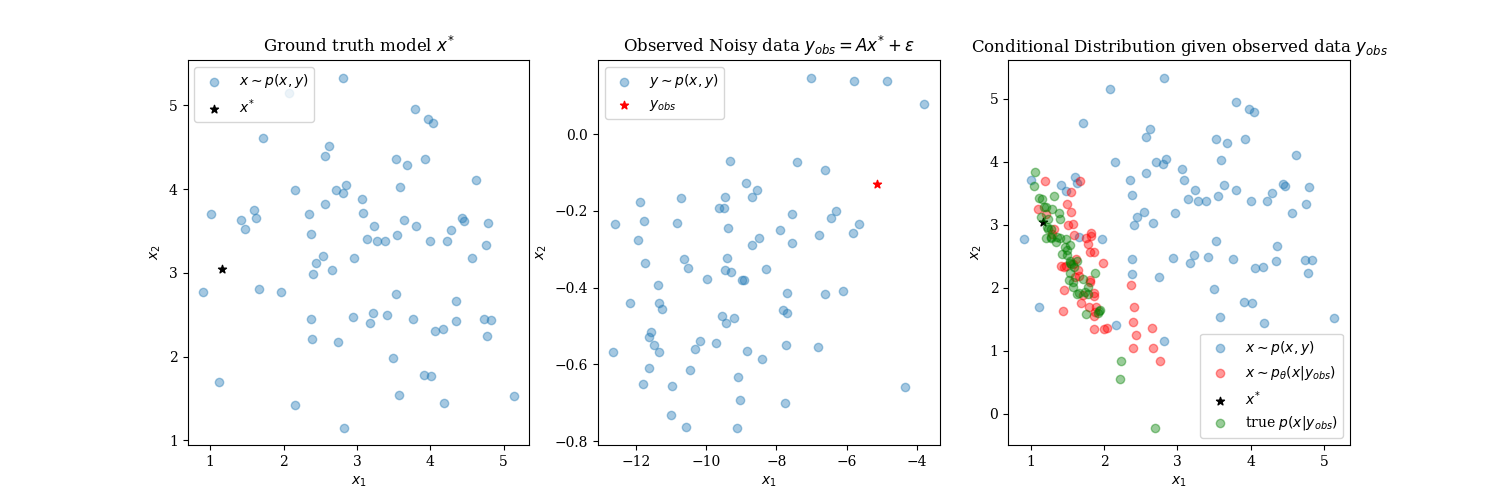 Ground truth model x*
x ~ p(x, y)
x*
5
4
3
2
1
x₂
1 2 3 4 5
x₁
Observed Noisy data y_obs = Ax* + ε
y ~ p(x, y)
y_obs
0.0
−0.2
−0.4
−0.6
−0.8
x₂
−12 −10 −8 −6 −4
x₁
Conditional Distribution given observed data y_obs
5
4
3
2
1
0
x₂
x ~ p(x, y)
x ~ p_θ(x|y_obs)
x*
true p(x|y_obs)
1 2 3 4 5
x₁